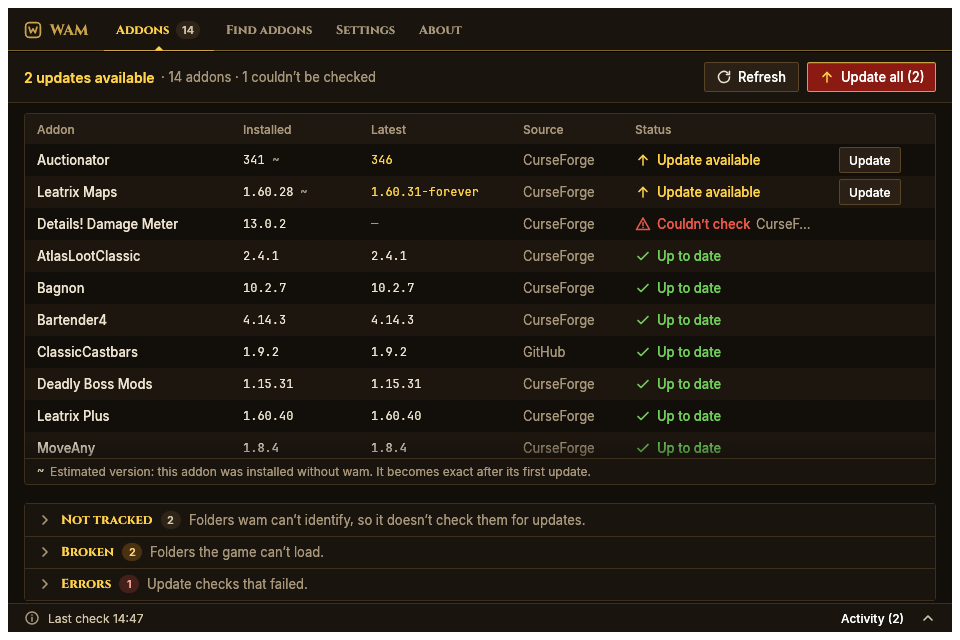 WAM ADDONS 14 FIND ADDONS SETTINGS ABOUT
2 updates available · 14 addons · 1 couldn't be checked Refresh Update all (2)
Addon Installed Latest Source Status
Auctionator 341 ~ 346 CurseForge Update available Update
Leatrix Maps 1.60.28 ~ 1.60.31-forever CurseForge Update available Update
Details! Damage Meter 13.0.2 — CurseForge Couldn't check CurseF...
AtlasLootClassic 2.4.1 2.4.1 CurseForge Up to date
Bagnon 10.2.7 10.2.7 CurseForge Up to date
Bartender4 4.14.3 4.14.3 CurseForge Up to date
ClassicCastbars 1.9.2 1.9.2 GitHub Up to date
Deadly Boss Mods 1.15.31 1.15.31 CurseForge Up to date
Leatrix Plus 1.60.40 1.60.40 CurseForge Up to date
MoveAny 1.8.4 1.8.4 CurseForge Up to date
~ Estimated version: this addon was installed without wam. It becomes exact after its first update.
NOT TRACKED 2 Folders wam can't identify, so it doesn't check them for updates.
BROKEN 2 Folders the game can't load.
ERRORS 1 Update checks that failed.
Last check 14:47 Activity (2)